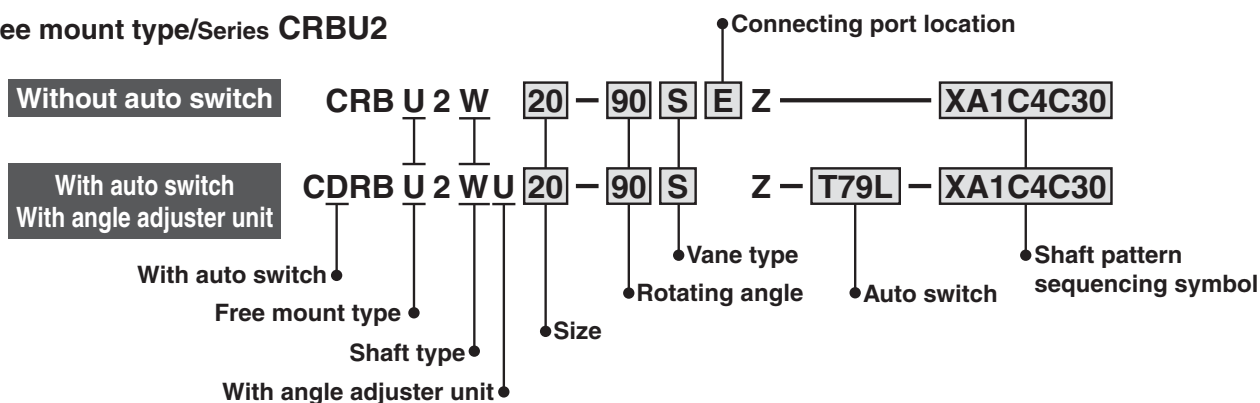 ee mount type/Series CRBU2
Connecting port location
Without auto switch CRB U 2 W 20 – 90 S E Z – XA1C4C30
With auto switch
With angle adjuster unit
CDRB U 2 W U 20 – 90 S Z – T79L – XA1C4C30
With auto switch
Free mount type
Shaft type
With angle adjuster unit
Size
Rotating angle
Vane type
Auto switch
Shaft pattern
sequencing symbol